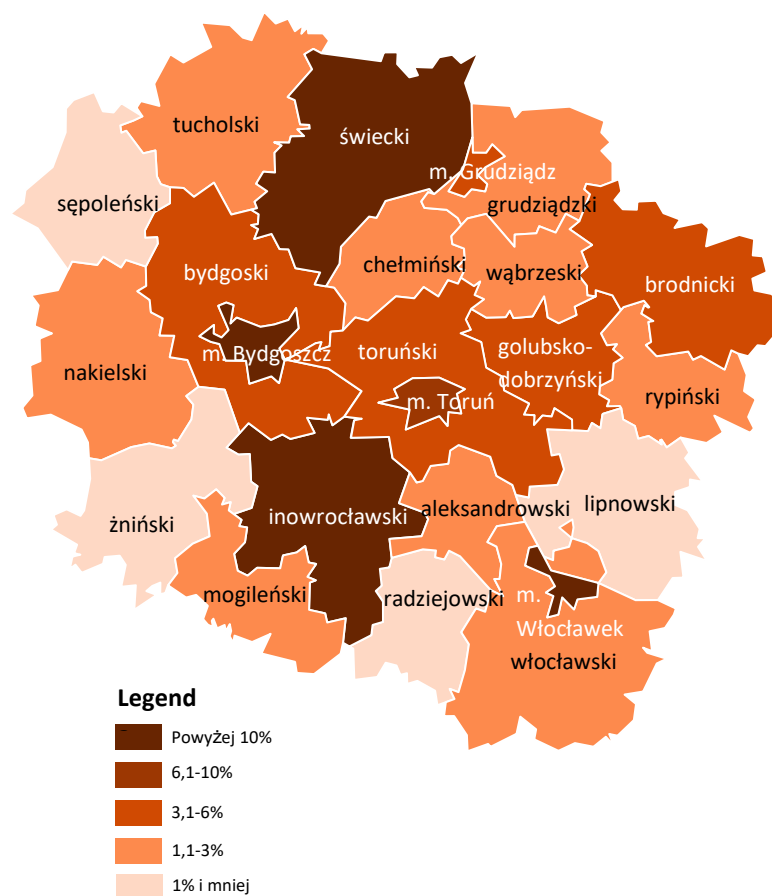 tucholski
świecki
m. Grudziądz
sępoleński
grudziądzki
bydgoski
chełmiński
wąbrzeski
brodnicki
m. Bydgoszcz
toruński
golubsko-
dobrzyński
nakielski
rypiński
m. Toruń
żniński
inowrocławski
aleksandrowski
lipnowski
mogileński
radziejowski
m.
Włocławek
włocławski
Legend
Powyżej 10%
6,1-10%
3,1-6%
1,1-3%
1% i mniej